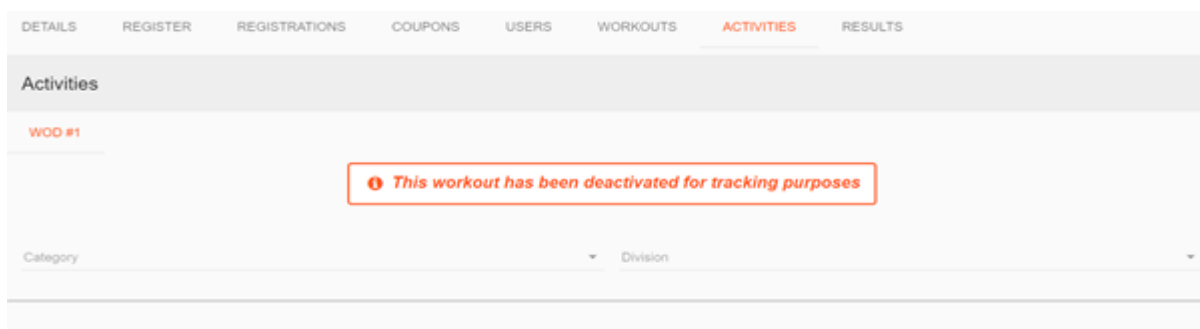 DETAILS REGISTER REGISTRATIONS COUPONS USERS WORKOUTS ACTIVITIES RESULTS
Activities
WOD #1
This workout has been deactivated for tracking purposes
Category Division